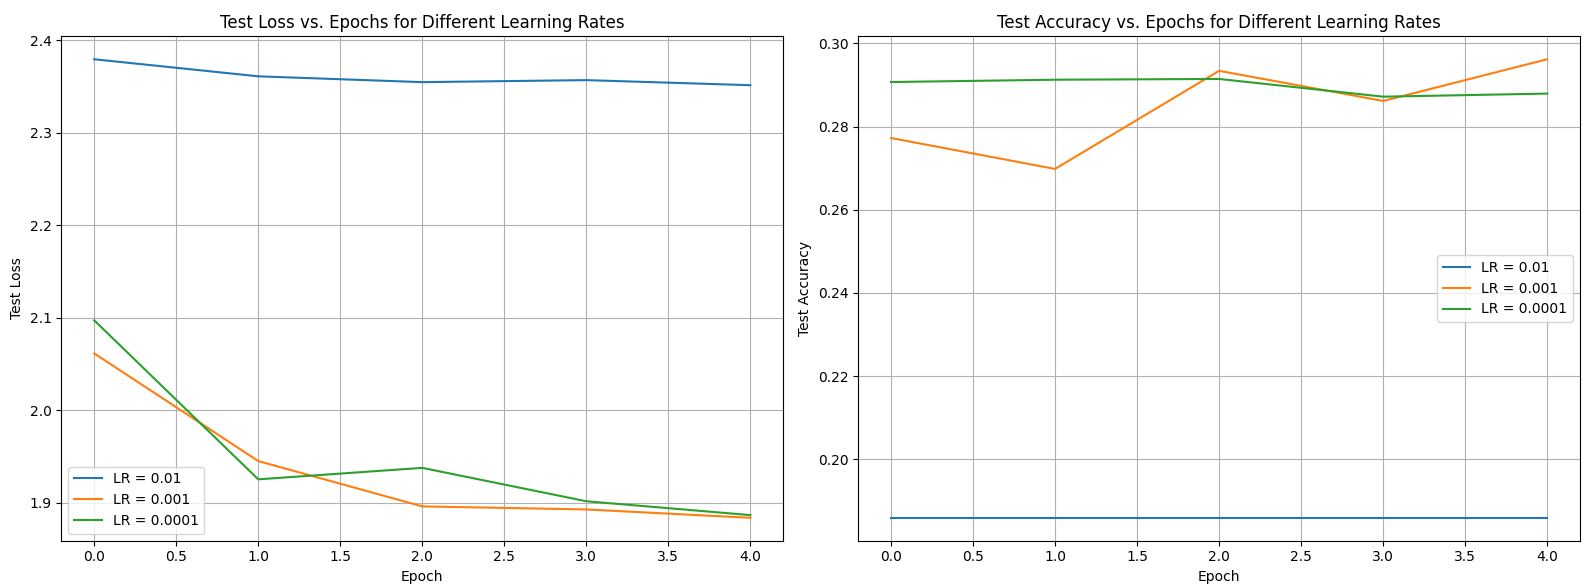 Test Loss vs. Epochs for Different Learning Rates
2.4
2.3
2.2
2.1
2.0
1.9
Test Loss
LR = 0.01
LR = 0.001
LR = 0.0001
0.0 0.5 1.0 1.5 2.0 2.5 3.0 3.5 4.0
Epoch
Test Accuracy vs. Epochs for Different Learning Rates
0.30
0.28
0.26
0.24
0.22
0.20
Test Accuracy
LR = 0.01
LR = 0.001
LR = 0.0001
0.0 0.5 1.0 1.5 2.0 2.5 3.0 3.5 4.0
Epoch